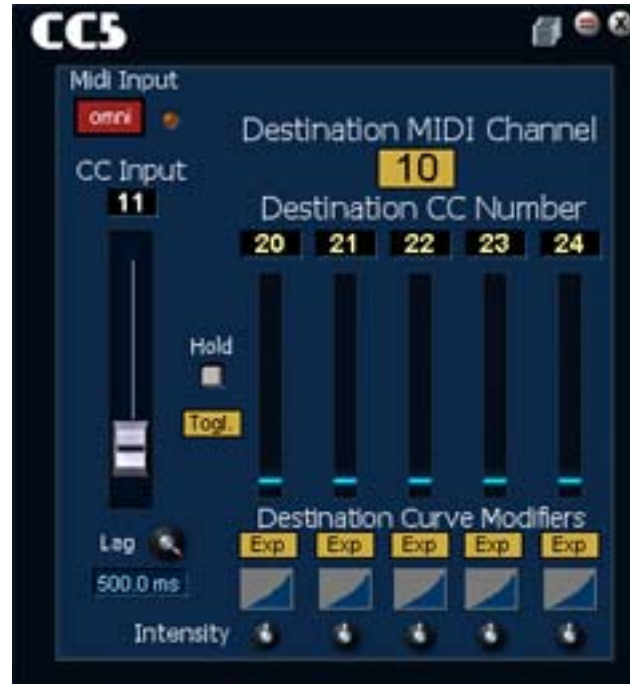 CC5
Midi Input
omni
Destination MIDI Channel
10
CC Input
11
Destination CC Number
20 21 22 23 24
Hold
Togl.
Destination Curve Modifiers
Exp Exp Exp Exp Exp
Lag
500.0 ms
Intensity